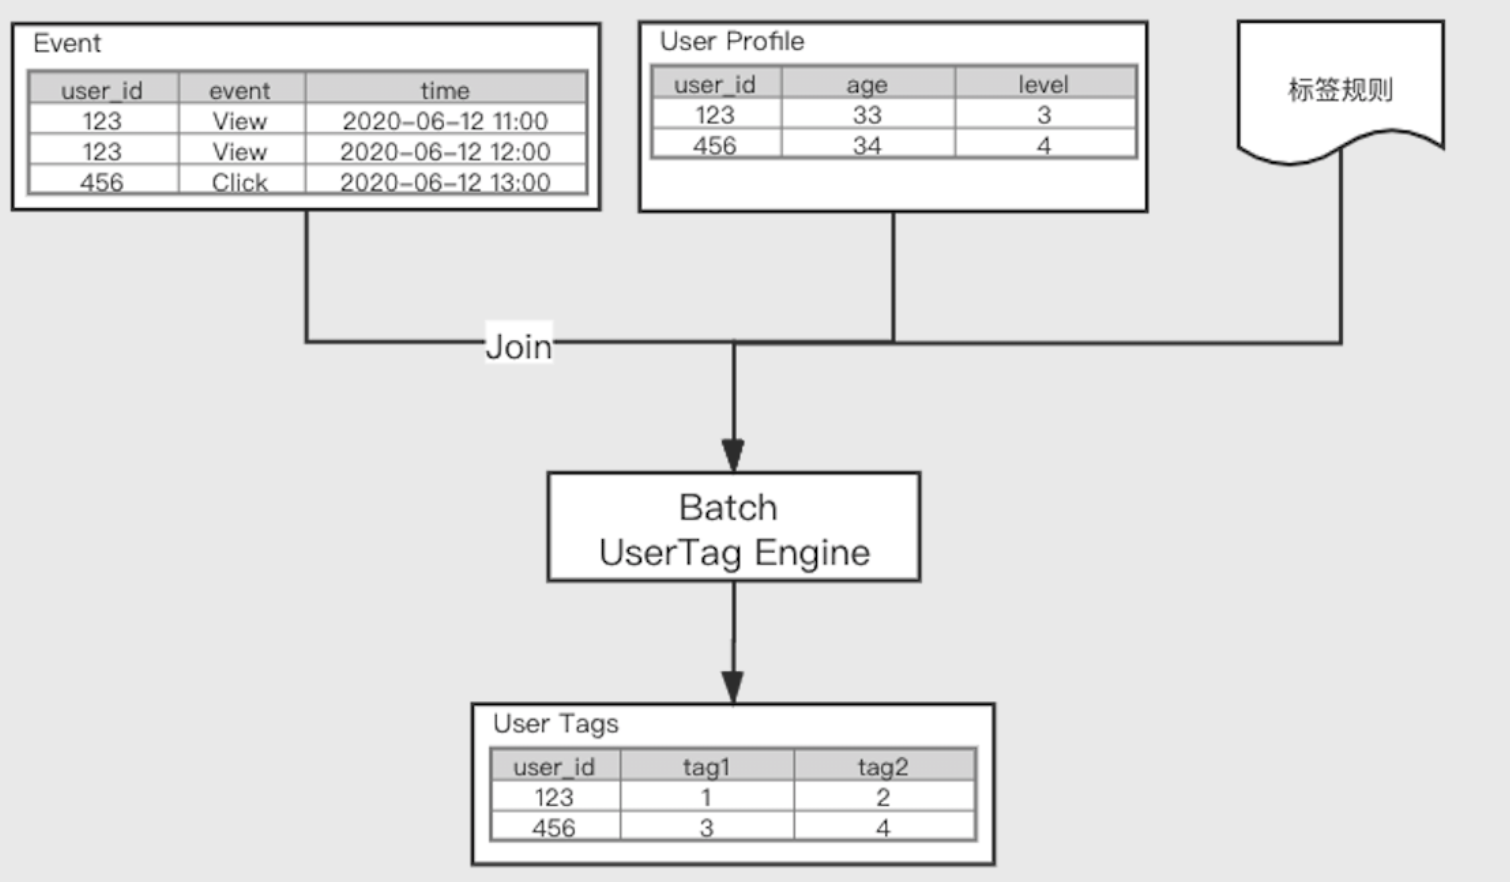 Event
user_id event time
123 View 2020-06-12 11:00
123 View 2020-06-12 12:00
456 Click 2020-06-12 13:00
User Profile
user_id age level
123 33 3
456 34 4
标签规则
Join
Batch
UserTag Engine
User Tags
user_id tag1 tag2
123 1 2
456 3 4